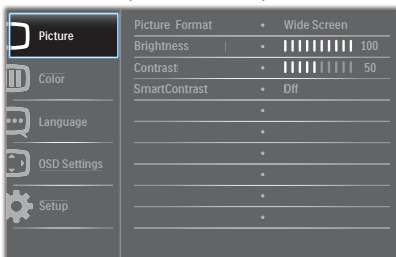 Picture
Color
Language
OSD Settings
Setup
Picture Format • Wide Screen
Brightness • 100
Contrast • 50
SmartContrast • Off
•
•
•
•
•
•